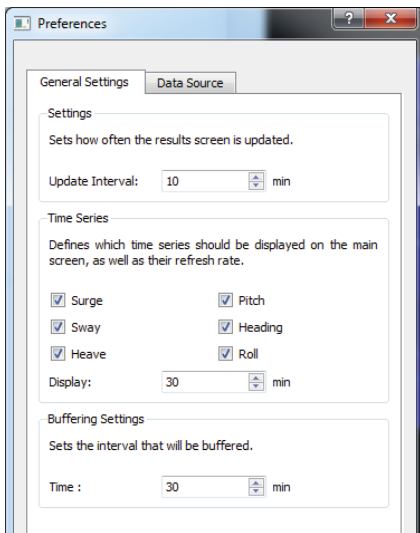 Preferences
?
X
General Settings
Data Source
Settings
Sets how often the results screen is updated.
Update Interval: 10 min
Time Series
Defines which time series should be displayed on the main
screen, as well as their refresh rate.
Surge Pitch
Sway Heading
Heave Roll
Display: 30 min
Buffering Settings
Sets the interval that will be buffered.
Time : 30 min